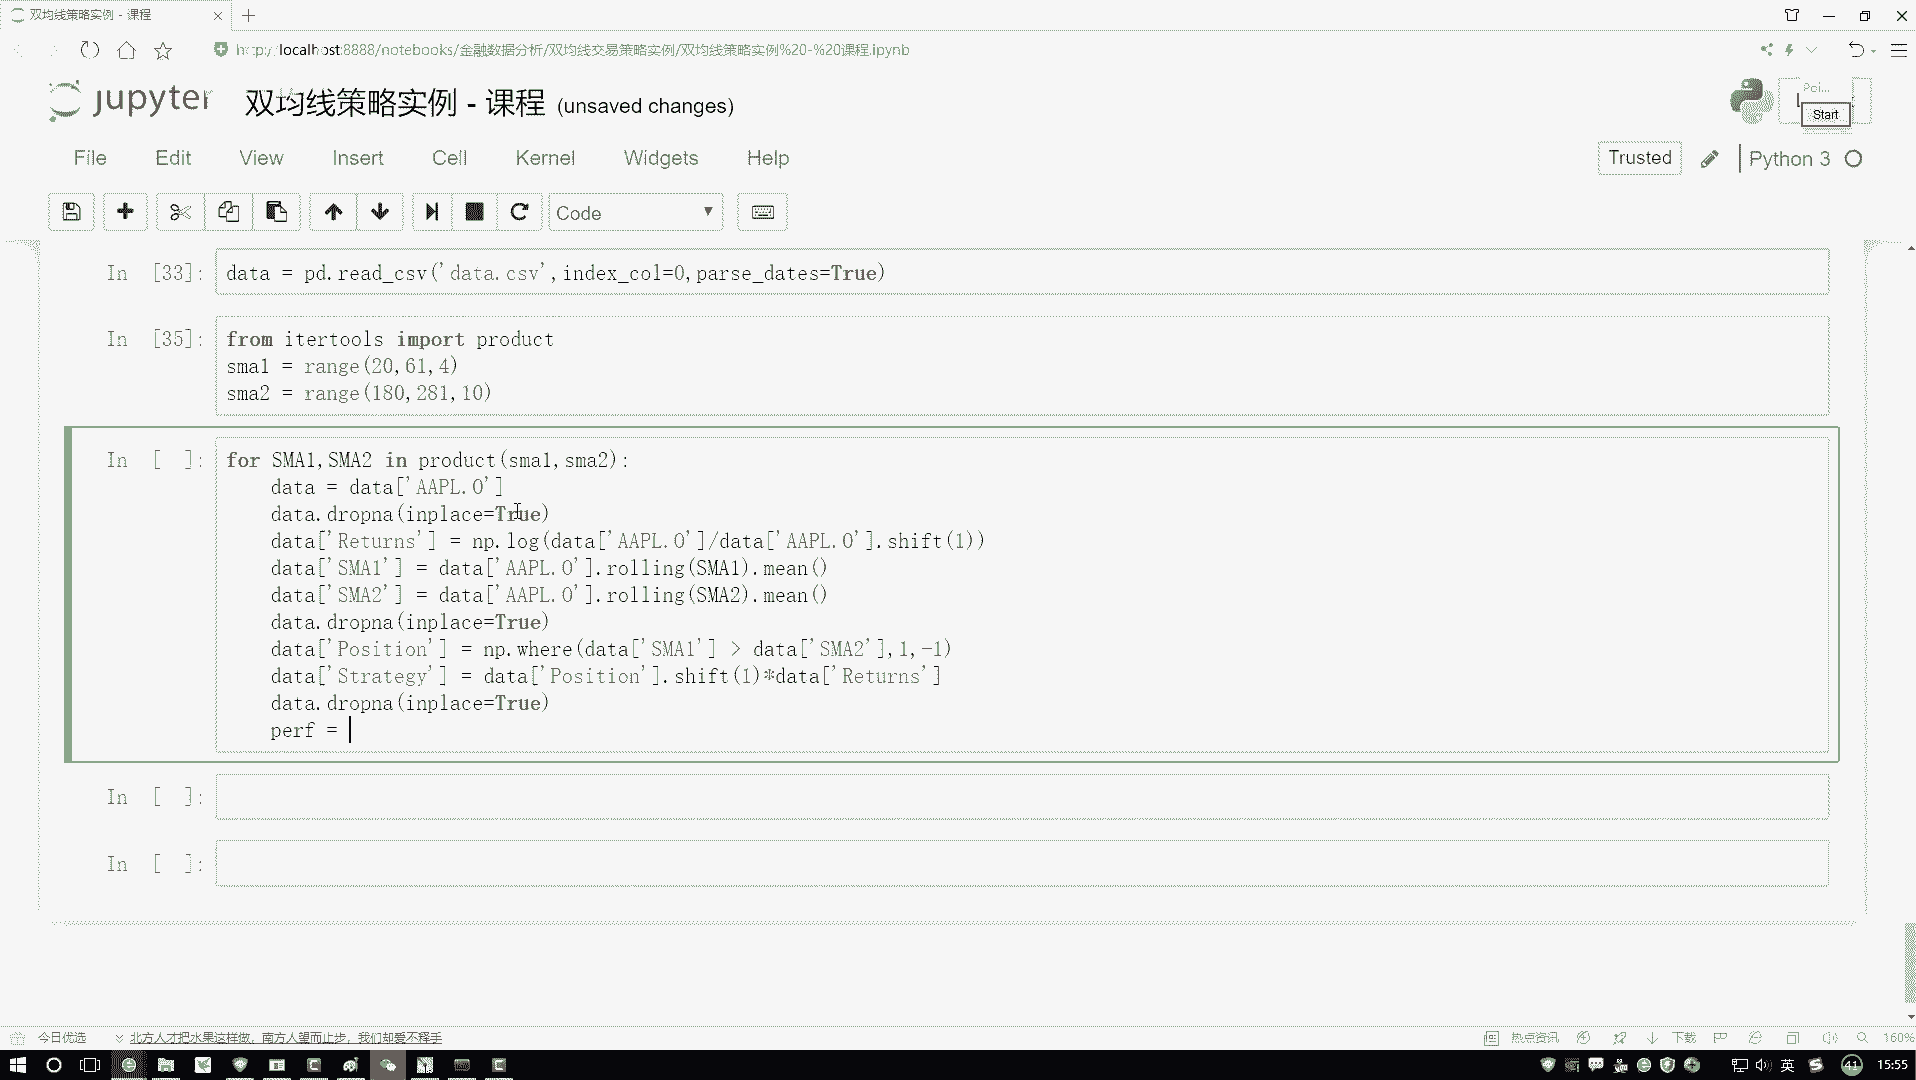 双均线策略实例 - 课程
http://localhost:8888/notebooks/金融数据分析/双均线交易策略实例/双均线策略实例%20-%20课程.ipynb
jupyter 双均线策略实例 - 课程 (unsaved changes)
Poi...
Start
File Edit View Insert Cell Kernel Widgets Help
Trusted Python 3
Code
In [33]: data = pd.read_csv('data.csv',index_col=0,parse_dates=True)
In [35]: from itertools import product
sma1 = range(20,61,4)
sma2 = range(180,281,10)
In [ ]: for SMA1,SMA2 in product(sma1,sma2):
data = data['AAPL.O']
data.dropna(inplace=True)
data['Returns'] = np.log(data['AAPL.O']/data['AAPL.O'].shift(1))
data['SMA1'] = data['AAPL.O'].rolling(SMA1).mean()
data['SMA2'] = data['AAPL.O'].rolling(SMA2).mean()
data.dropna(inplace=True)
data['Position'] = np.where(data['SMA1'] > data['SMA2'],1,-1)
data['Strategy'] = data['Position'].shift(1)*data['Returns']
data.dropna(inplace=True)
perf =
In [ ]:
In [ ]:
今日优选 北方人才把水果这样做，南方人望而止步，我们却爱不释手 热点资讯 下载 160%
英 41 15:55